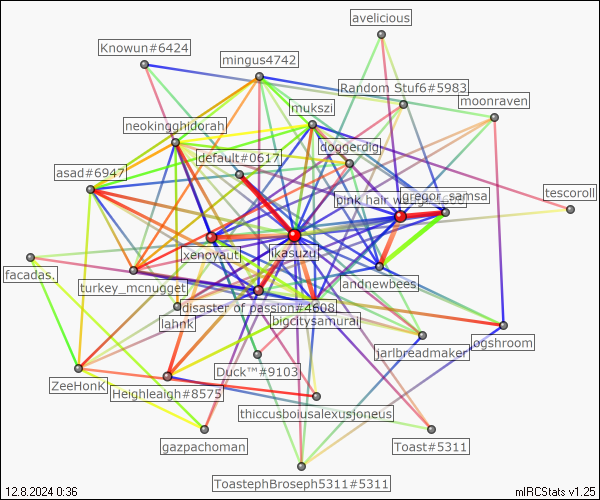 avelicious
Knowun#6424
mingus4742
Random Stuf6#5983
moonraven
mukszi
neokingghidorah
doggerdig
default#0617
asad#6947
pink hair w
gregor_samsa
tescoroll
xenoyaut
ikasuzu
facadas.
turkey_mcnugget
andnewbees
disaster of passion#4608
lahnk
bigcitysamurai
ogshroom
jarlbreadmaker
Duck™#9103
ZeeHonK
Heighleaigh#8575
thiccusboiusalexusjoneus
gazpachoman
Toast#5311
ToastephBroseph5311#5311
12.8.2024 0:36
mIRCStats v1.25